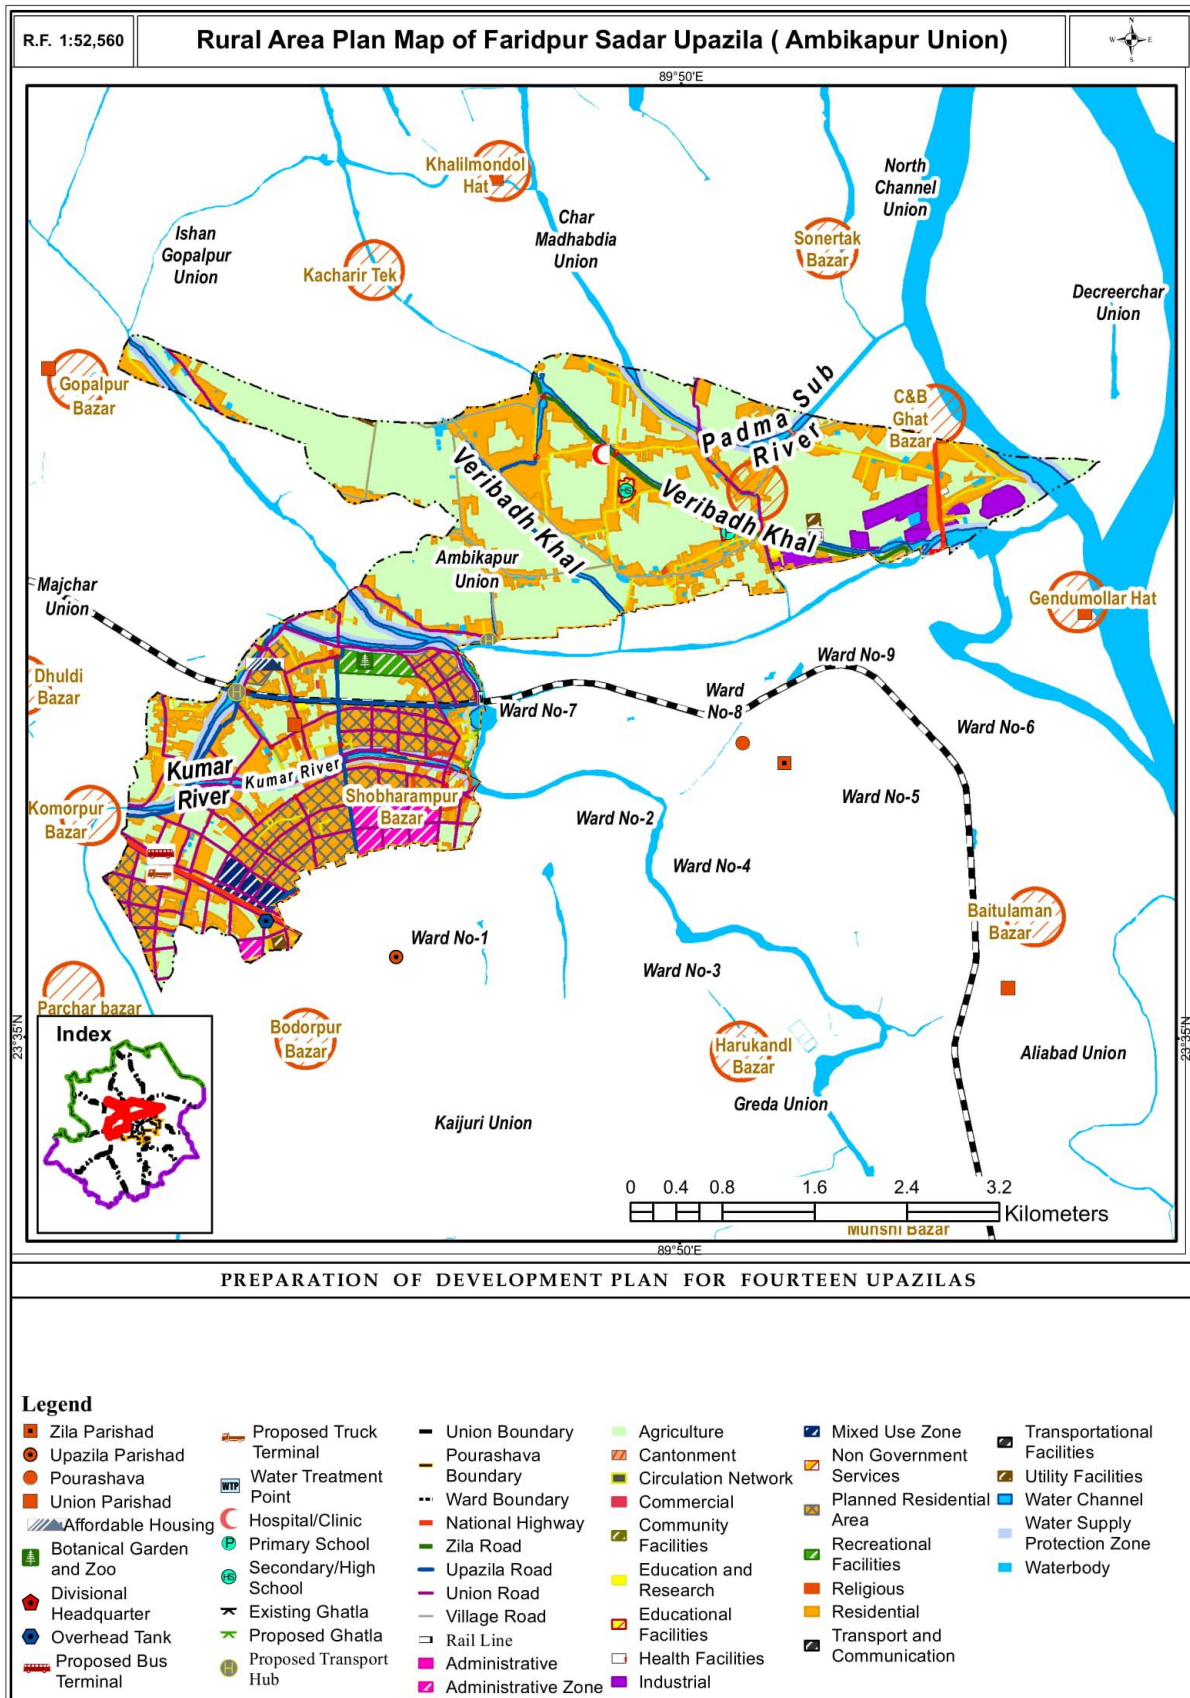 R.F. 1:52,560
Rural Area Plan Map of Faridpur Sadar Upazila ( Ambikapur Union)
N
W
E
S
89°50'E
Khalilmondol
Hat
North
Channel
Union
Char
Madhabdia
Union
Ishan
Gopalpur
Union
Sonertak
Bazar
Kacharir Tek
Decreerchar
Union
Gopalpur
Bazar
Padma Sub
River
C&B
Ghat
Bazar
Veribadh Khal
Veribadh Khal
HS
P
Ambikapur
Union
Majchar
Union
Gendumollar Hat
H
Dhuldi
Bazar
H
Ward No-9
Ward
No-8
Ward No-7
Ward No-6
Kumar
River
Kumar River
Shobharampur
Bazar
Ward No-5
Komorpur
Bazar
Ward No-2
Ward No-4
Baitulaman
Bazar
Ward No-1
Ward No-3
Parchar bazar
Bodorpur
Bazar
Harukandl
Bazar
Aliabad Union
23°35'N
23°35'N
Index
Greda Union
Kaijuri Union
0 0.4 0.8 1.6 2.4 3.2
Kilometers
Munshi Bazar
89°50'E
PREPARATION OF DEVELOPMENT PLAN FOR FOURTEEN UPAZILAS
Legend
Zila Parishad
Upazila Parishad
Pourashava
Union Parishad
Affordable Housing
Botanical Garden
and Zoo
Divisional
Headquarter
Overhead Tank
Proposed Bus
Terminal
Proposed Truck
Terminal
WTP
Water Treatment
Point
Hospital/Clinic
P
Primary School
HS
Secondary/High
School
Existing Ghatla
Proposed Ghatla
H
Proposed Transport
Hub
Union Boundary
Pourashava
Boundary
Ward Boundary
National Highway
Zila Road
Upazila Road
Union Road
Village Road
Rail Line
Administrative
Administrative Zone
Agriculture
Cantonment
Circulation Network
Commercial
Community
Facilities
Education and
Research
Educational
Facilities
Health Facilities
Industrial
Mixed Use Zone
Non Government
Services
Planned Residential
Area
Recreational
Facilities
Religious
Residential
Transport and
Communication
Transportational
Facilities
Utility Facilities
Water Channel
Water Supply
Protection Zone
Waterbody